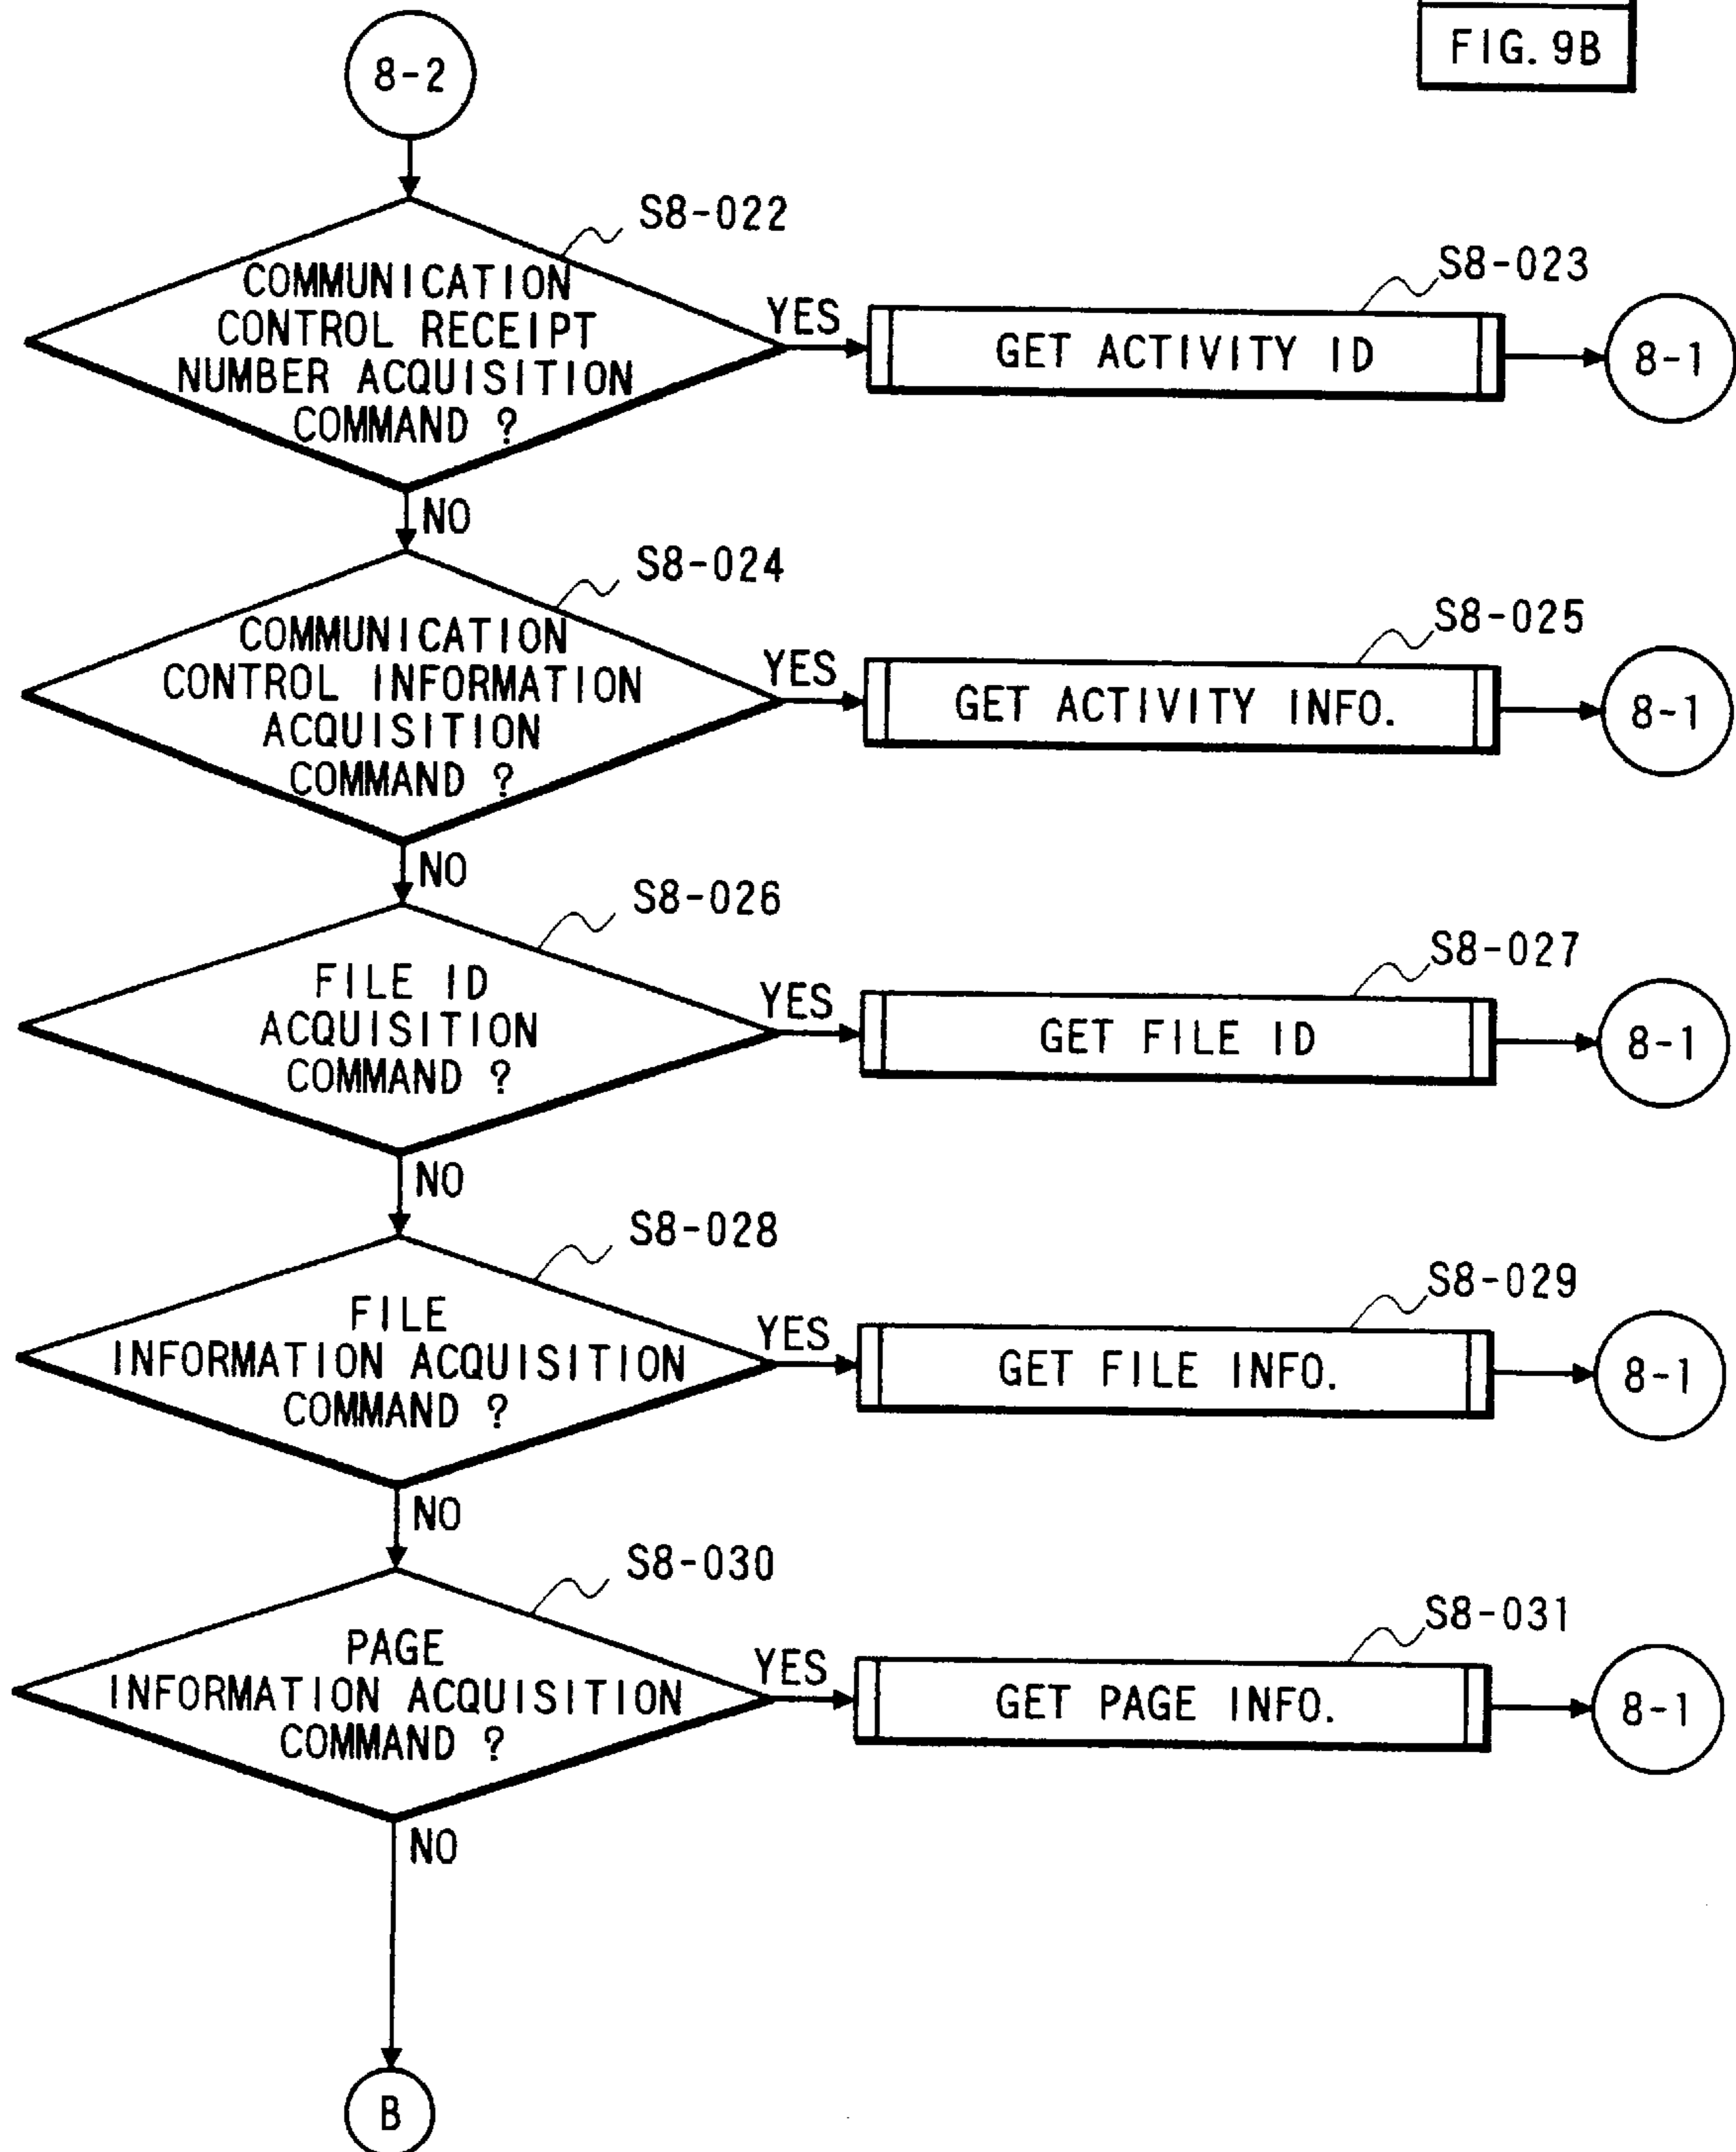 FIG. 9B
8-2
S8-022
COMMUNICATION
CONTROL RECEIPT
NUMBER ACQUISITION
COMMAND ?
YES
S8-023
GET ACTIVITY ID
8-1
NO
S8-024
COMMUNICATION
CONTROL INFORMATION
ACQUISITION
COMMAND ?
YES
S8-025
GET ACTIVITY INFO.
8-1
NO
S8-026
FILE ID
ACQUISITION
COMMAND ?
YES
S8-027
GET FILE ID
8-1
NO
S8-028
FILE
INFORMATION ACQUISITION
COMMAND ?
YES
S8-029
GET FILE INFO.
8-1
NO
S8-030
PAGE
INFORMATION ACQUISITION
COMMAND ?
YES
S8-031
GET PAGE INFO.
8-1
NO
B